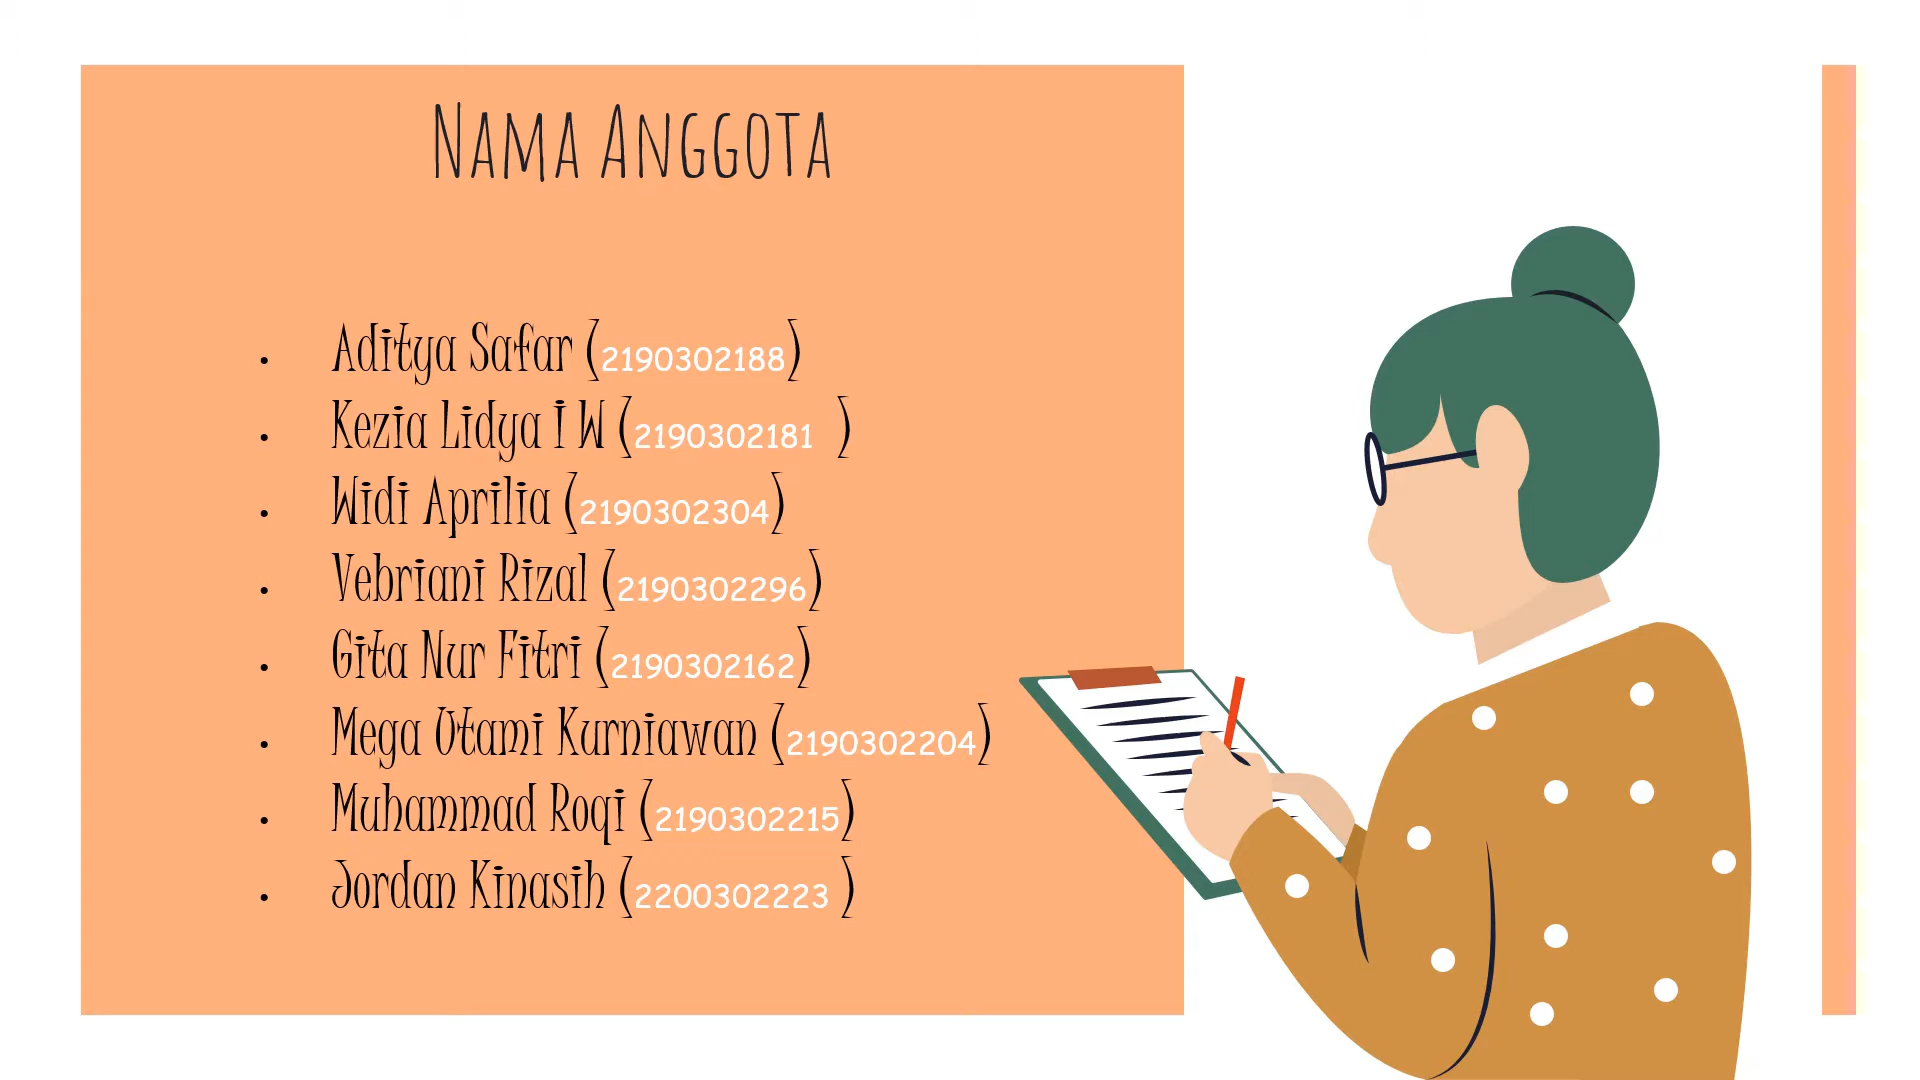 Nama Anggota
• Aditya Safar (2190302188)
• Kezia Lidya I W (2190302181 )
• Widi Aprilia (2190302304)
• Vebriani Rizal (2190302296)
• Gita Nur Fitri (2190302162)
• Mega Utami Kurniawan (2190302204)
• Muhammad Roqi (2190302215)
• Jordan Kinasih (2200302223 )